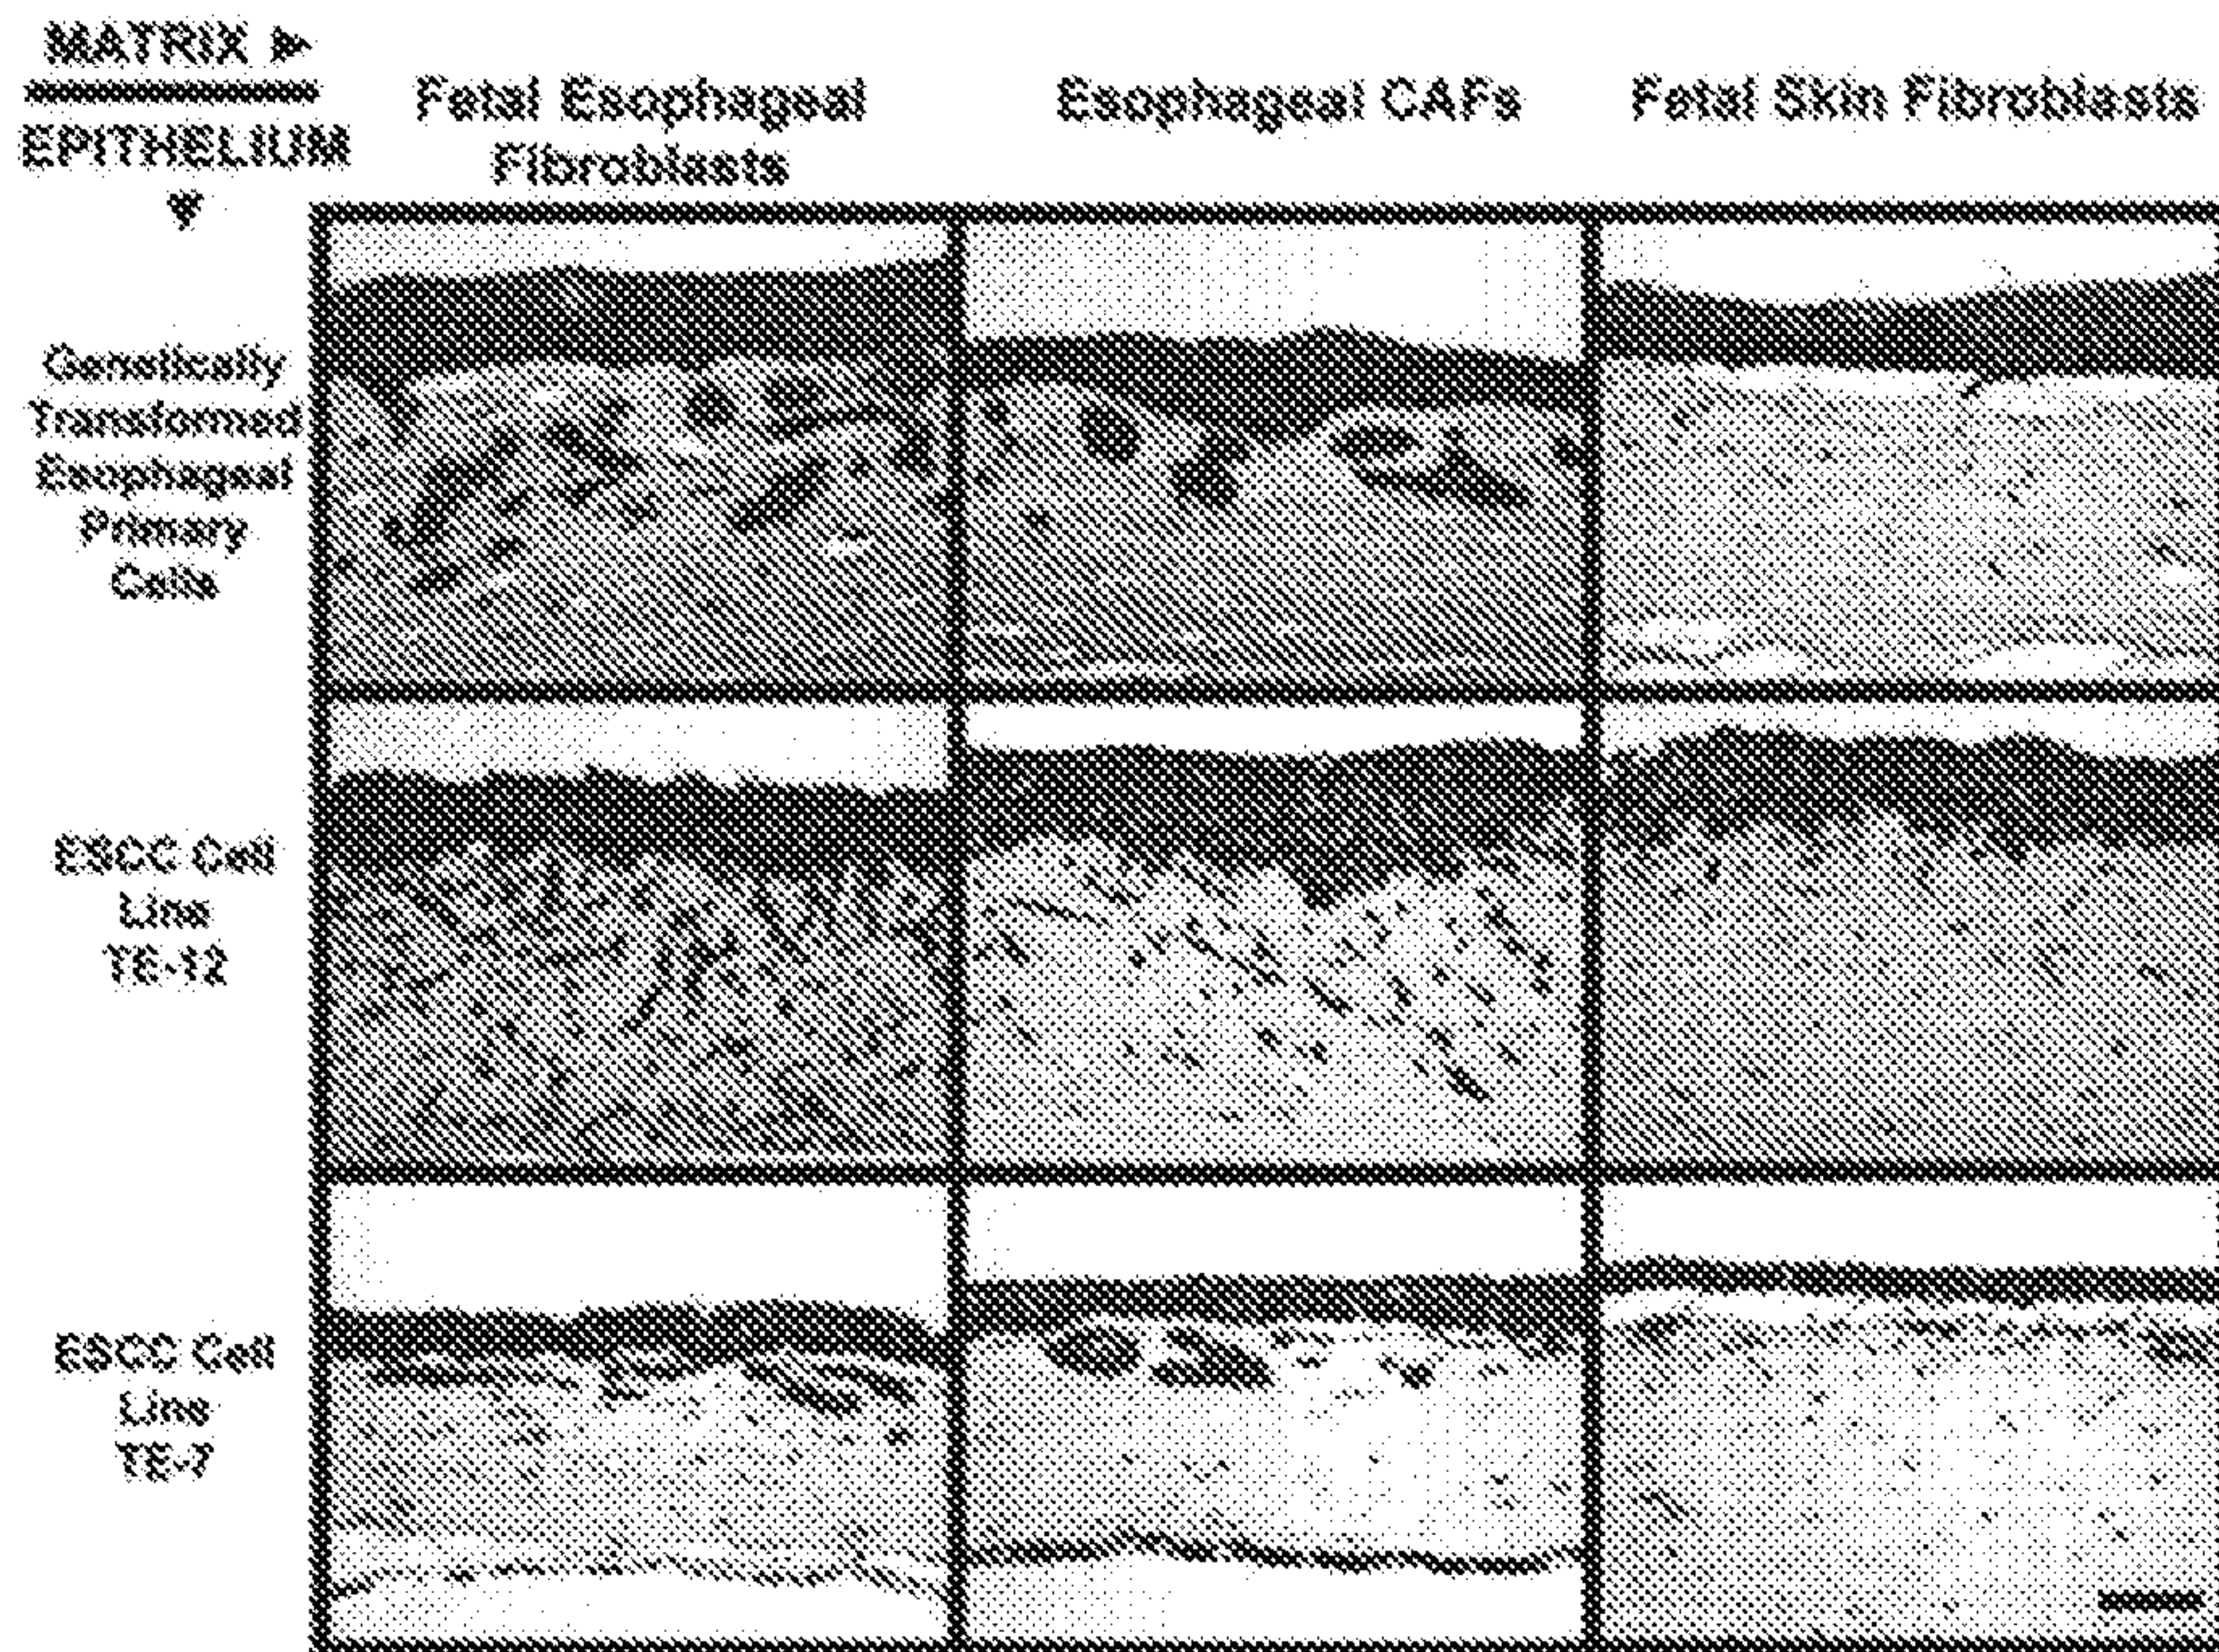 MATRIX ►
EPITHELIUM
▼
Fetal Esophageal
Fibroblasts
Esophageal CAFs
Fetal Skin Fibroblasts
Genetically
Transformed
Esophageal
Primary
Cells
ESCC Cell
Line
TE-12
ESCC Cell
Line
TE-7